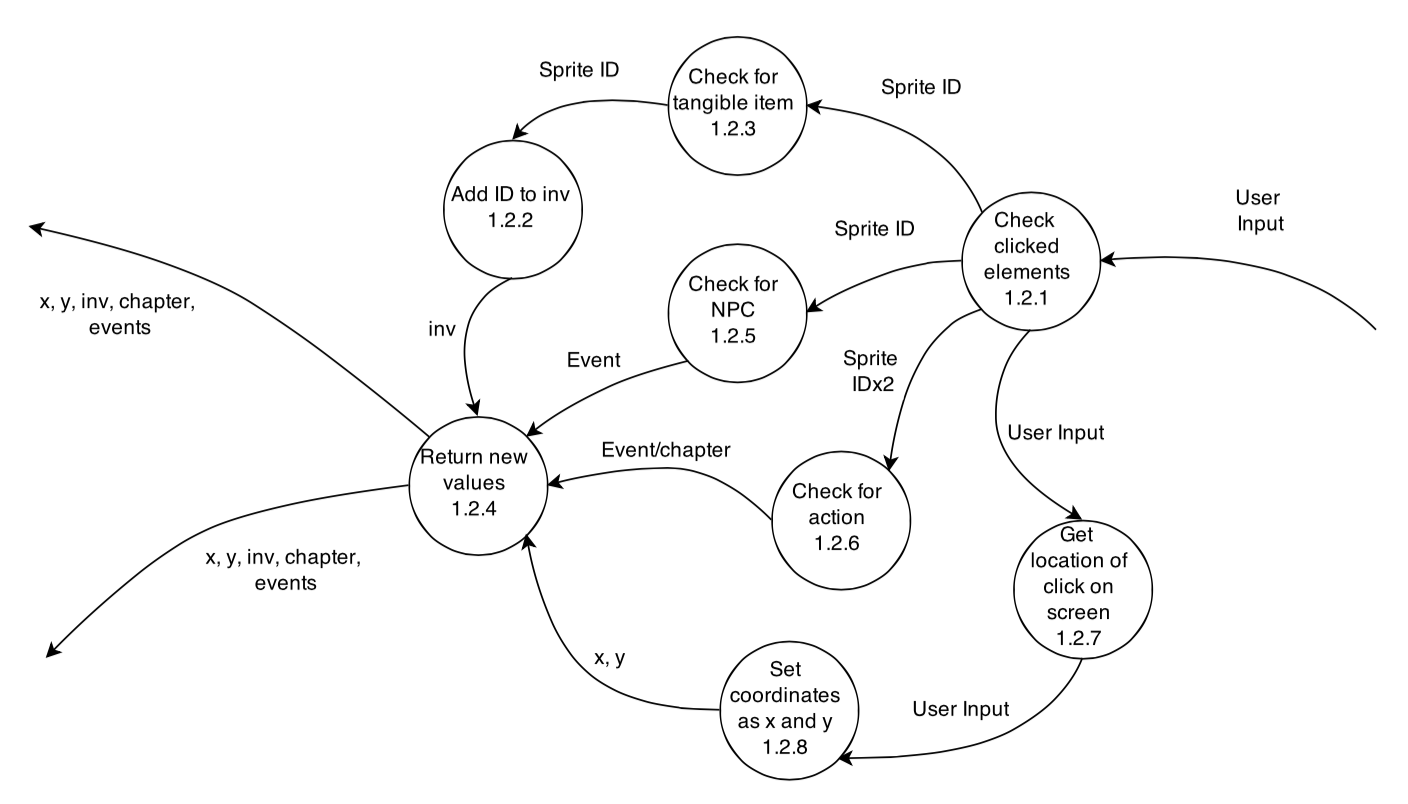 Sprite ID
Check for
tangible item
1.2.3
Sprite ID
Add ID to inv
1.2.2
Check
clicked
elements
1.2.1
User
Input
Sprite ID
Check for
NPC
1.2.5
x, y, inv, chapter,
events
inv
Event
Sprite
IDx2
User Input
Return new
values
1.2.4
Event/chapter
Check for
action
1.2.6
Get
location of
click on
screen
1.2.7
x, y, inv, chapter,
events
x, y
Set
coordinates
as x and y
1.2.8
User Input